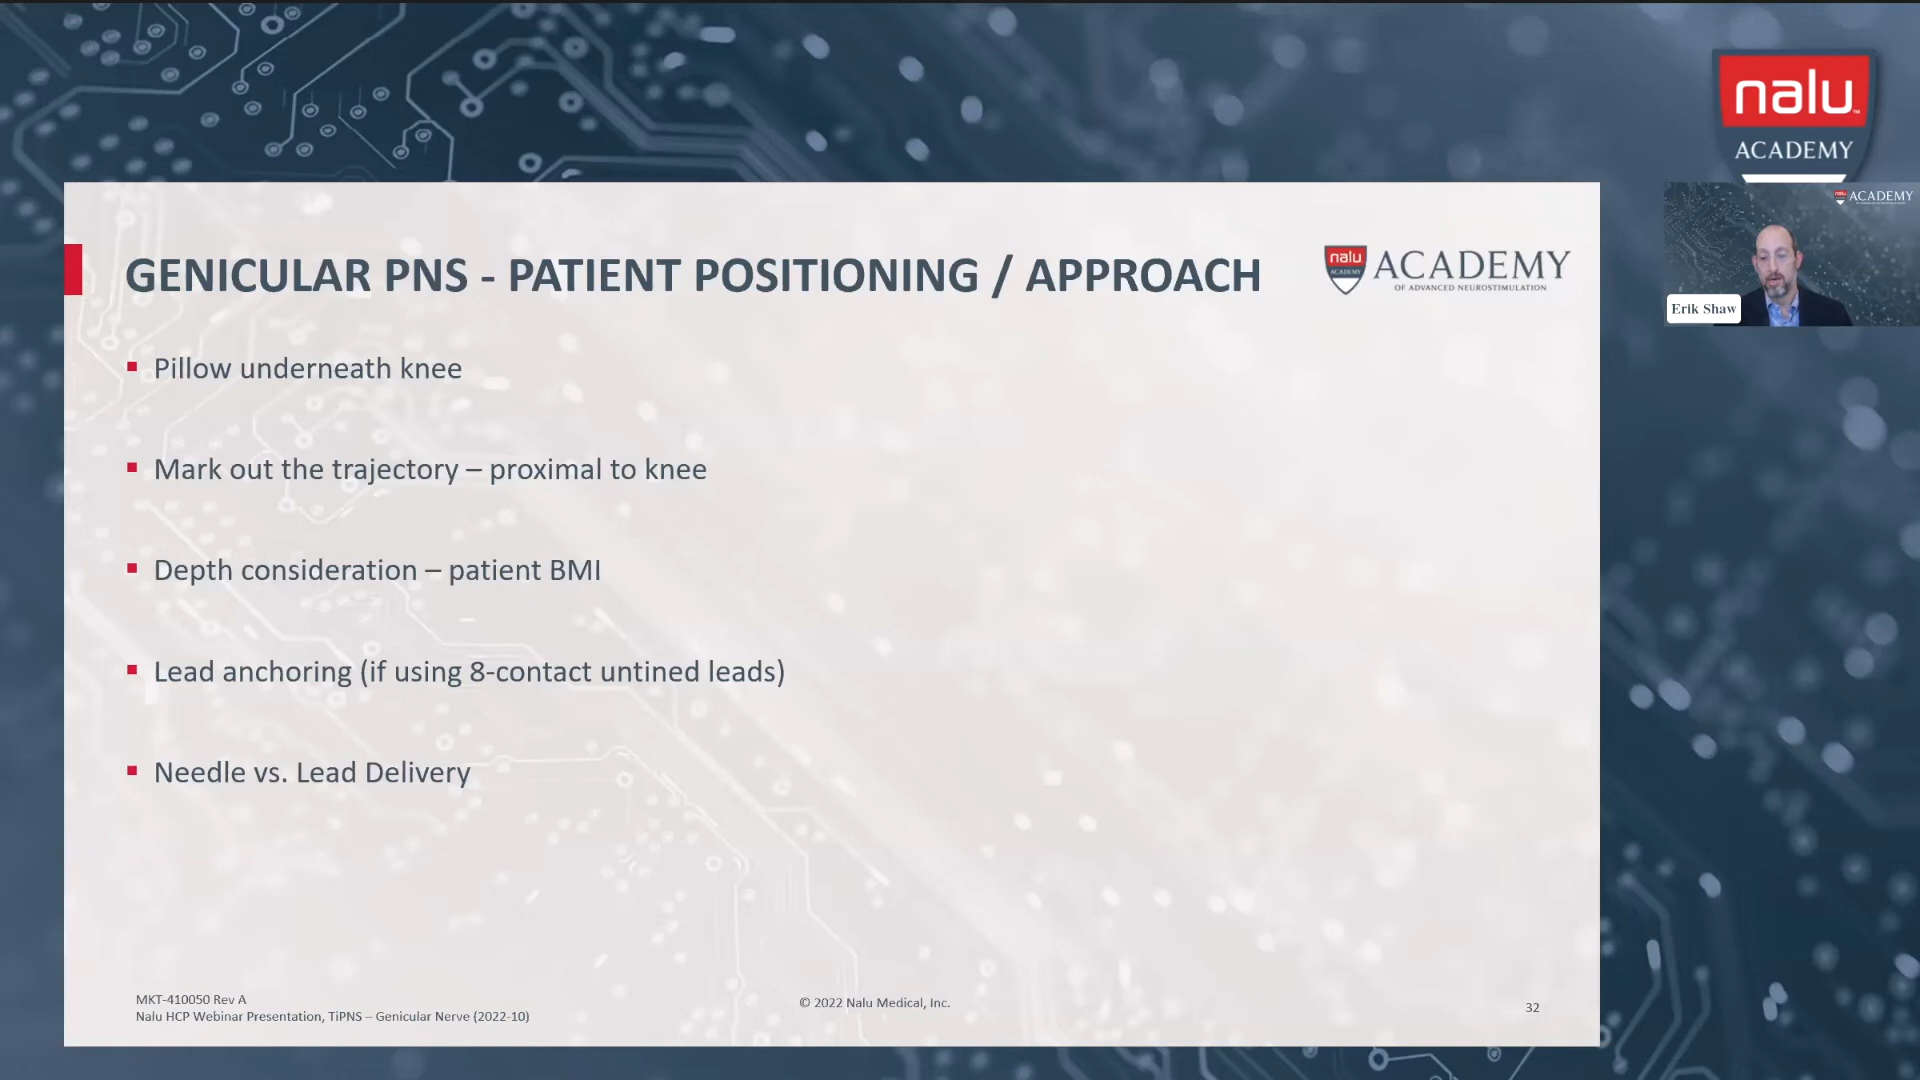 nalu
ACADEMY
ACADEMY
Erik Shaw
GENICULAR PNS - PATIENT POSITIONING / APPROACH
nalu
ACADEMY
ACADEMY
OF ADVANCED NEUROSTIMULATION
▪ Pillow underneath knee
▪ Mark out the trajectory – proximal to knee
▪ Depth consideration – patient BMI
▪ Lead anchoring (if using 8-contact untined leads)
▪ Needle vs. Lead Delivery
MKT-410050 Rev A
Nalu HCP Webinar Presentation, TiPNS – Genicular Nerve (2022-10)
© 2022 Nalu Medical, Inc.
32